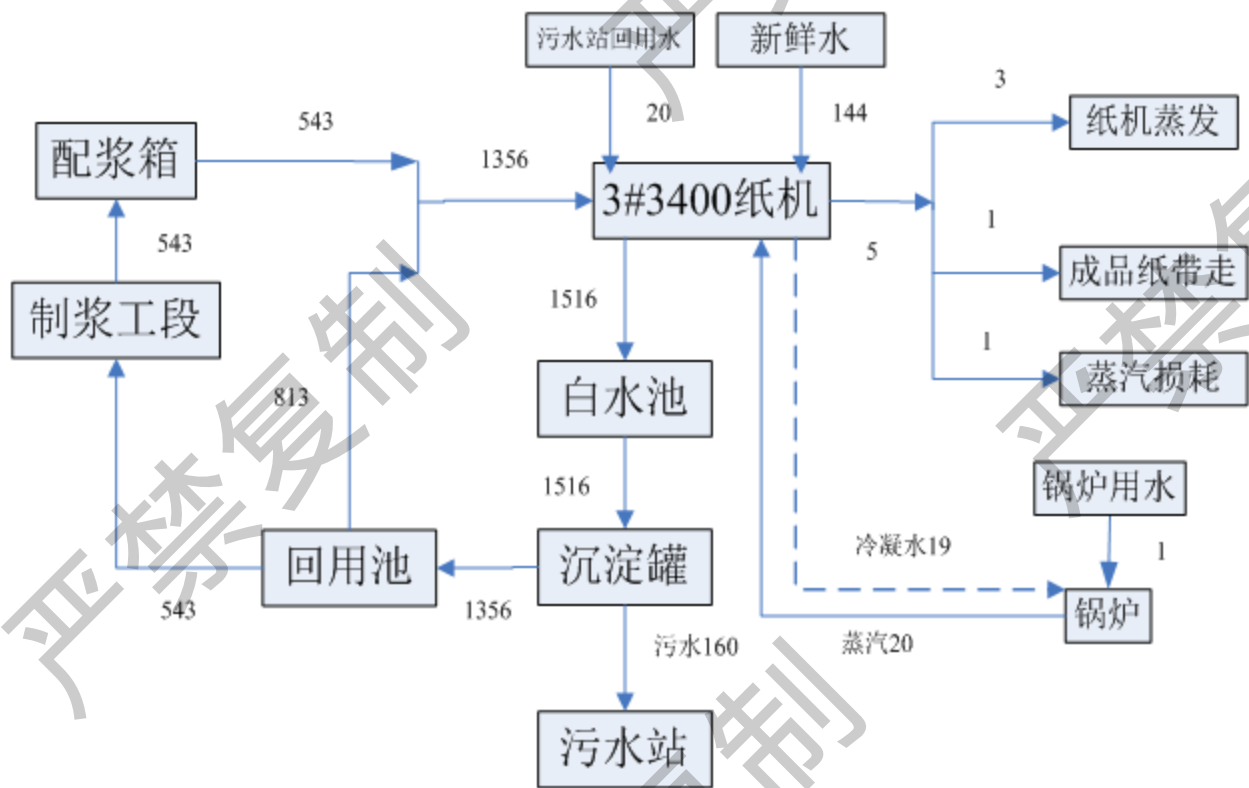 污水站回用水
新鲜水
20
144
3
纸机蒸发
543
配浆箱
1356
3#3400纸机
543
5
1
成品纸带走
制浆工段
1516
1
蒸汽损耗
813
白水池
1516
锅炉用水
冷凝水19
1
回用池
沉淀罐
543
1356
锅炉
污水160
蒸汽20
污水站
严禁复制
严禁复制
复制